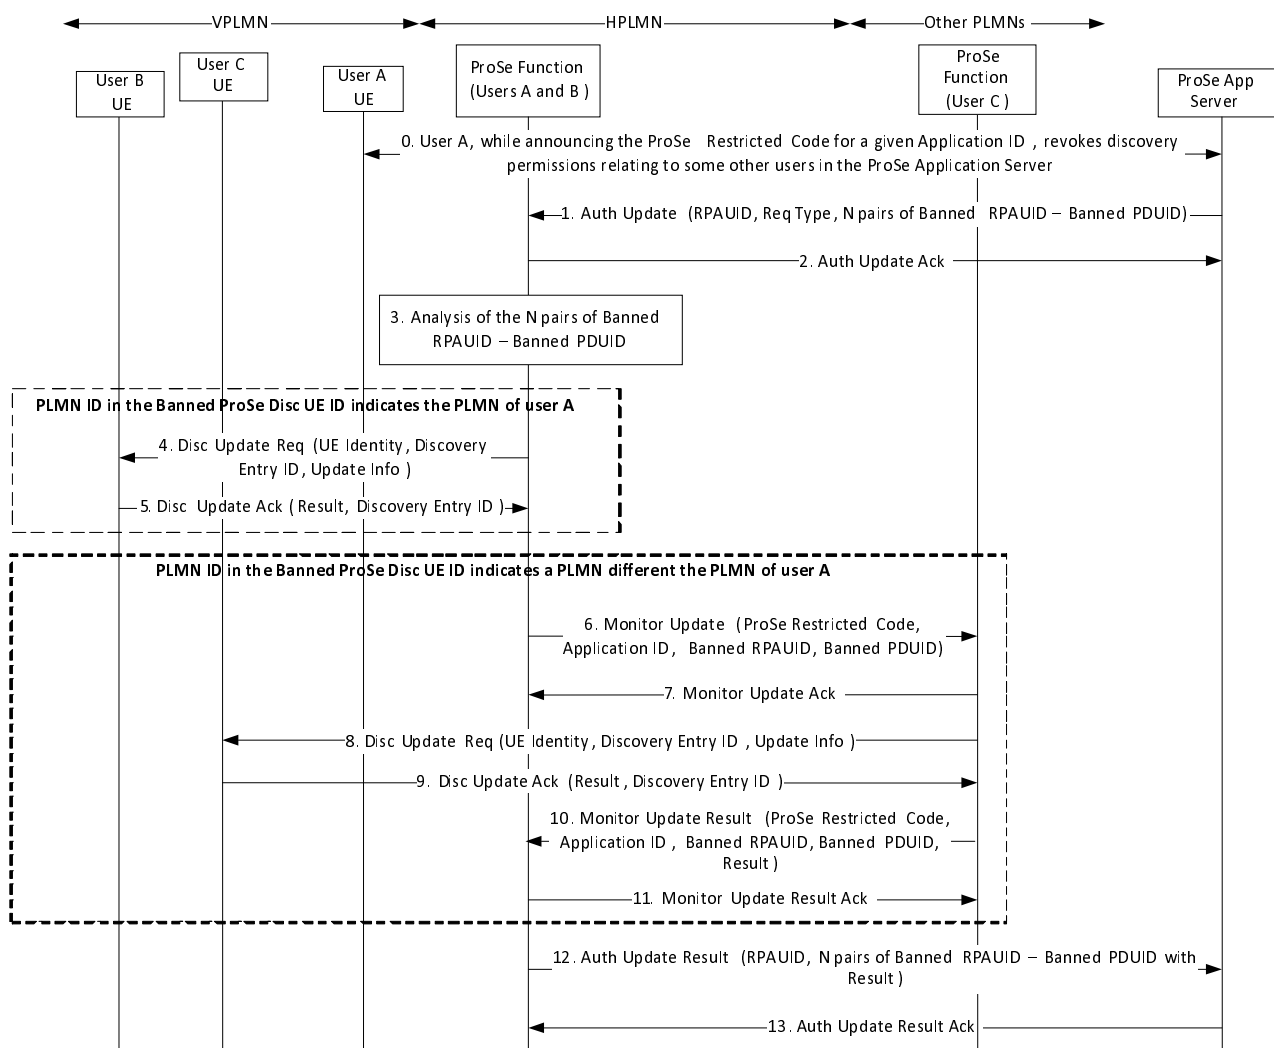 VPLMN
HPLMN
Other PLMNs
User B
UE
User C
UE
User A
UE
ProSe Function
(Users A and B )
ProSe
Function
(User C )
ProSe App
Server
0. User A, while announcing the ProSe Restricted Code for a given Application ID , revokes discovery
permissions relating to some other users in the ProSe Application Server
1. Auth Update (RPAUID, Req Type, N pairs of Banned RPAUID – Banned PDUID)
2. Auth Update Ack
3. Analysis of the N pairs of Banned
RPAUID – Banned PDUID
PLMN ID in the Banned ProSe Disc UE ID indicates the PLMN of user A
4. Disc Update Req (UE Identity, Discovery
Entry ID, Update Info )
5. Disc Update Ack ( Result, Discovery Entry ID )
PLMN ID in the Banned ProSe Disc UE ID indicates a PLMN different the PLMN of user A
6. Monitor Update (ProSe Restricted Code,
Application ID, Banned RPAUID, Banned PDUID)
7. Monitor Update Ack
8. Disc Update Req (UE Identity, Discovery Entry ID , Update Info )
9. Disc Update Ack (Result, Discovery Entry ID )
10. Monitor Update Result (ProSe Restricted Code,
Application ID , Banned RPAUID, Banned PDUID,
Result )
11. Monitor Update Result Ack
12. Auth Update Result (RPAUID, N pairs of Banned RPAUID – Banned PDUID with
Result )
13. Auth Update Result Ack